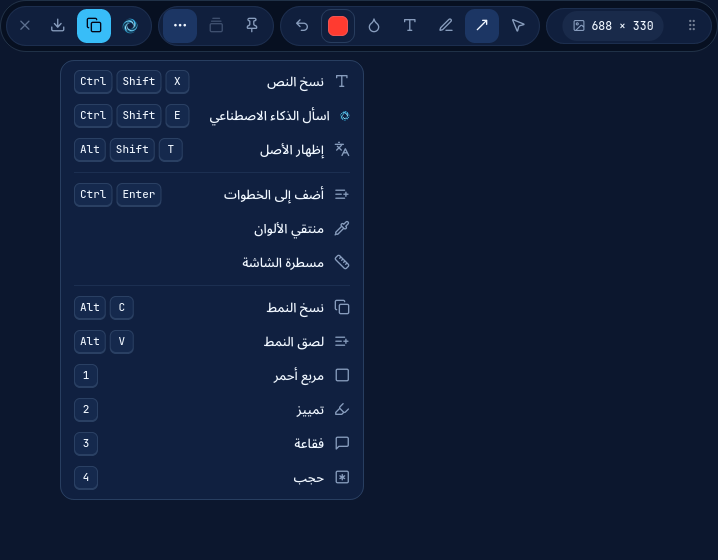 688 × 330
نسخ النص Ctrl Shift X
اسأل الذكاء الاصطناعي Ctrl Shift E
إظهار الأصل Alt Shift T
أضف إلى الخطوات Ctrl Enter
منتقي الألوان
مسطرة الشاشة
نسخ النمط Alt C
لصق النمط Alt V
مربع أحمر 1
تمييز 2
فقاعة 3
حجب 4